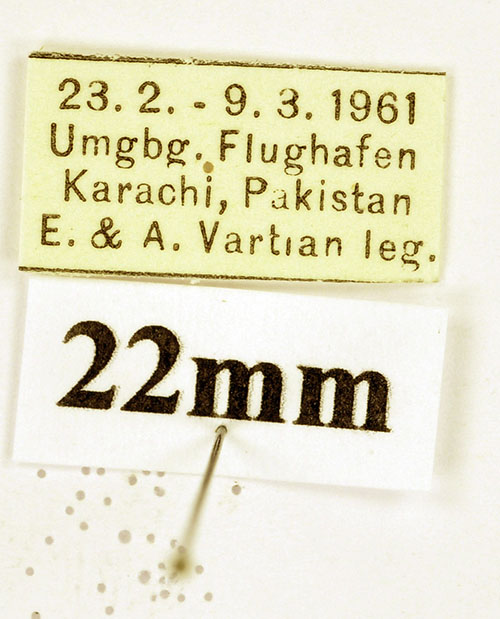 23. 2. - 9. 3. 1961
Umgbg. Flughafen
Karachi, Pakistan
E. & A. Vartian leg.
22mm